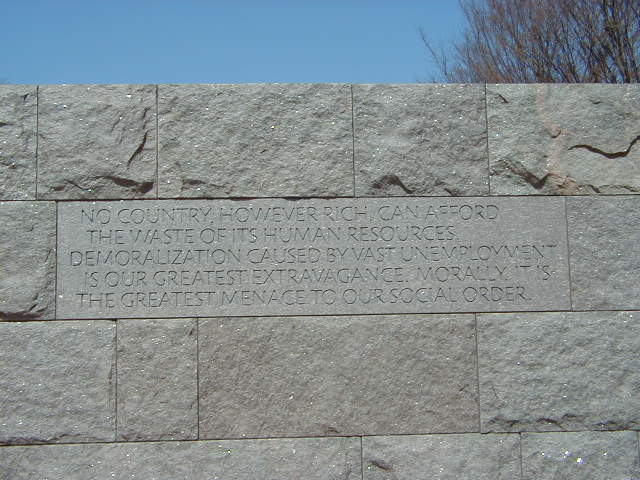 NO COUNTRY, HOWEVER RICH, CAN AFFORD
THE WASTE OF ITS HUMAN RESOURCES.
DEMORALIZATION CAUSED BY VAST UNEMPLOYMENT
IS OUR GREATEST EXTRAVAGANCE. MORALLY, IT IS
THE GREATEST MENACE TO OUR SOCIAL ORDER.